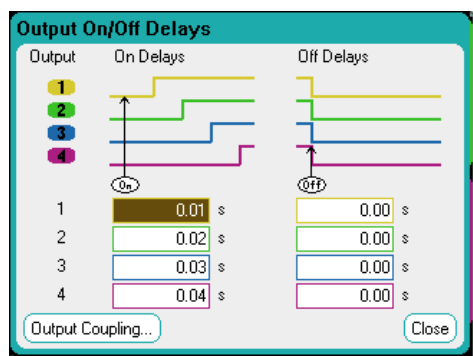 Output On/Off Delays
Output On Delays Off Delays
1
2
3
4
On Off
1 0.01 s 0.00 s
2 0.02 s 0.00 s
3 0.03 s 0.00 s
4 0.04 s 0.00 s
Output Coupling... Close